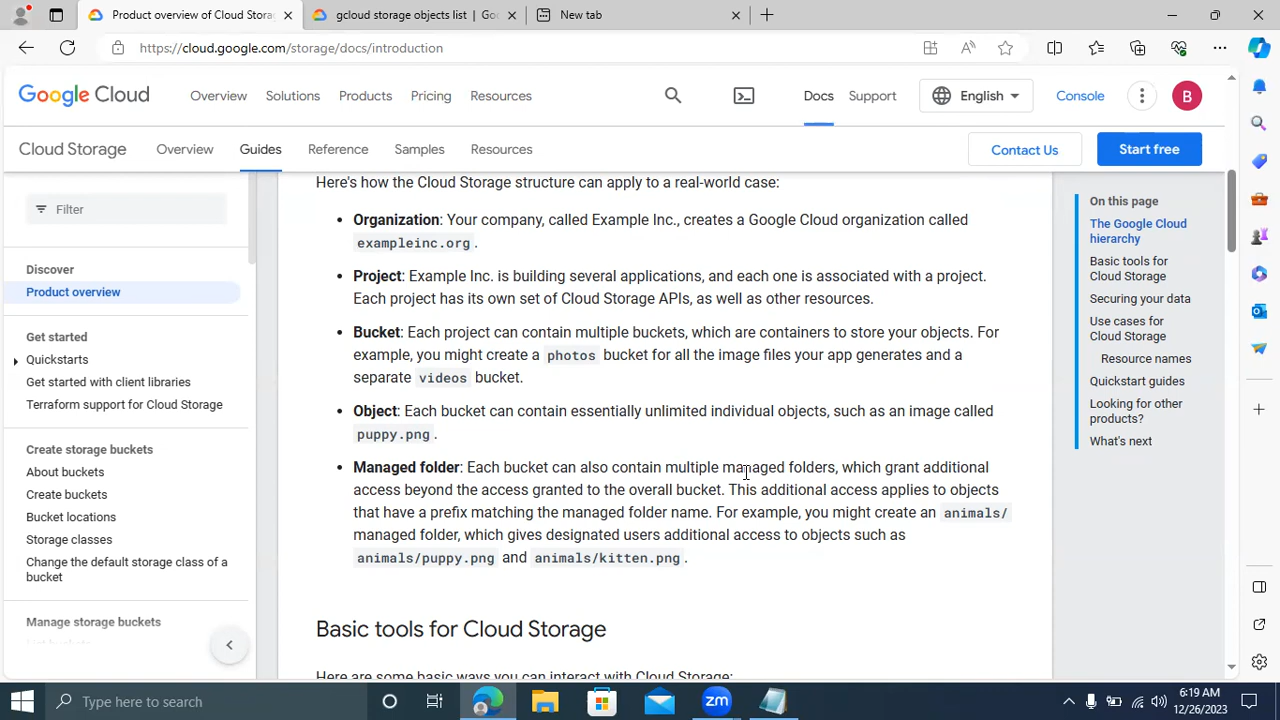 Product overview of Cloud Stora
gcloud storage objects list | Goo
New tab
https://cloud.google.com/storage/docs/introduction
Google Cloud
Overview
Solutions
Products
Pricing
Resources
Docs
Support
English
Console
B
Cloud Storage
Overview
Guides
Reference
Samples
Resources
Contact Us
Start free
Filter
Discover
Product overview
Get started
Quickstarts
Get started with client libraries
Terraform support for Cloud Storage
Create storage buckets
About buckets
Create buckets
Bucket locations
Storage classes
Change the default storage class of a
bucket
Manage storage buckets
List buckets
Here's how the Cloud Storage structure can apply to a real-world case:
• Organization: Your company, called Example Inc., creates a Google Cloud organization called
exampleinc.org.
• Project: Example Inc. is building several applications, and each one is associated with a project.
Each project has its own set of Cloud Storage APIs, as well as other resources.
• Bucket: Each project can contain multiple buckets, which are containers to store your objects. For
example, you might create a photos bucket for all the image files your app generates and a
separate videos bucket.
• Object: Each bucket can contain essentially unlimited individual objects, such as an image called
puppy.png.
• Managed folder: Each bucket can also contain multiple managed folders, which grant additional
access beyond the access granted to the overall bucket. This additional access applies to objects
that have a prefix matching the managed folder name. For example, you might create an animals/
managed folder, which gives designated users additional access to objects such as
animals/puppy.png and animals/kitten.png.
Basic tools for Cloud Storage
Here are some basic ways you can interact with Cloud Storage:
On this page
The Google Cloud
hierarchy
Basic tools for
Cloud Storage
Securing your data
Use cases for
Cloud Storage
Resource names
Quickstart guides
Looking for other
products?
What's next
Type here to search
zm
6:19 AM
12/26/2023